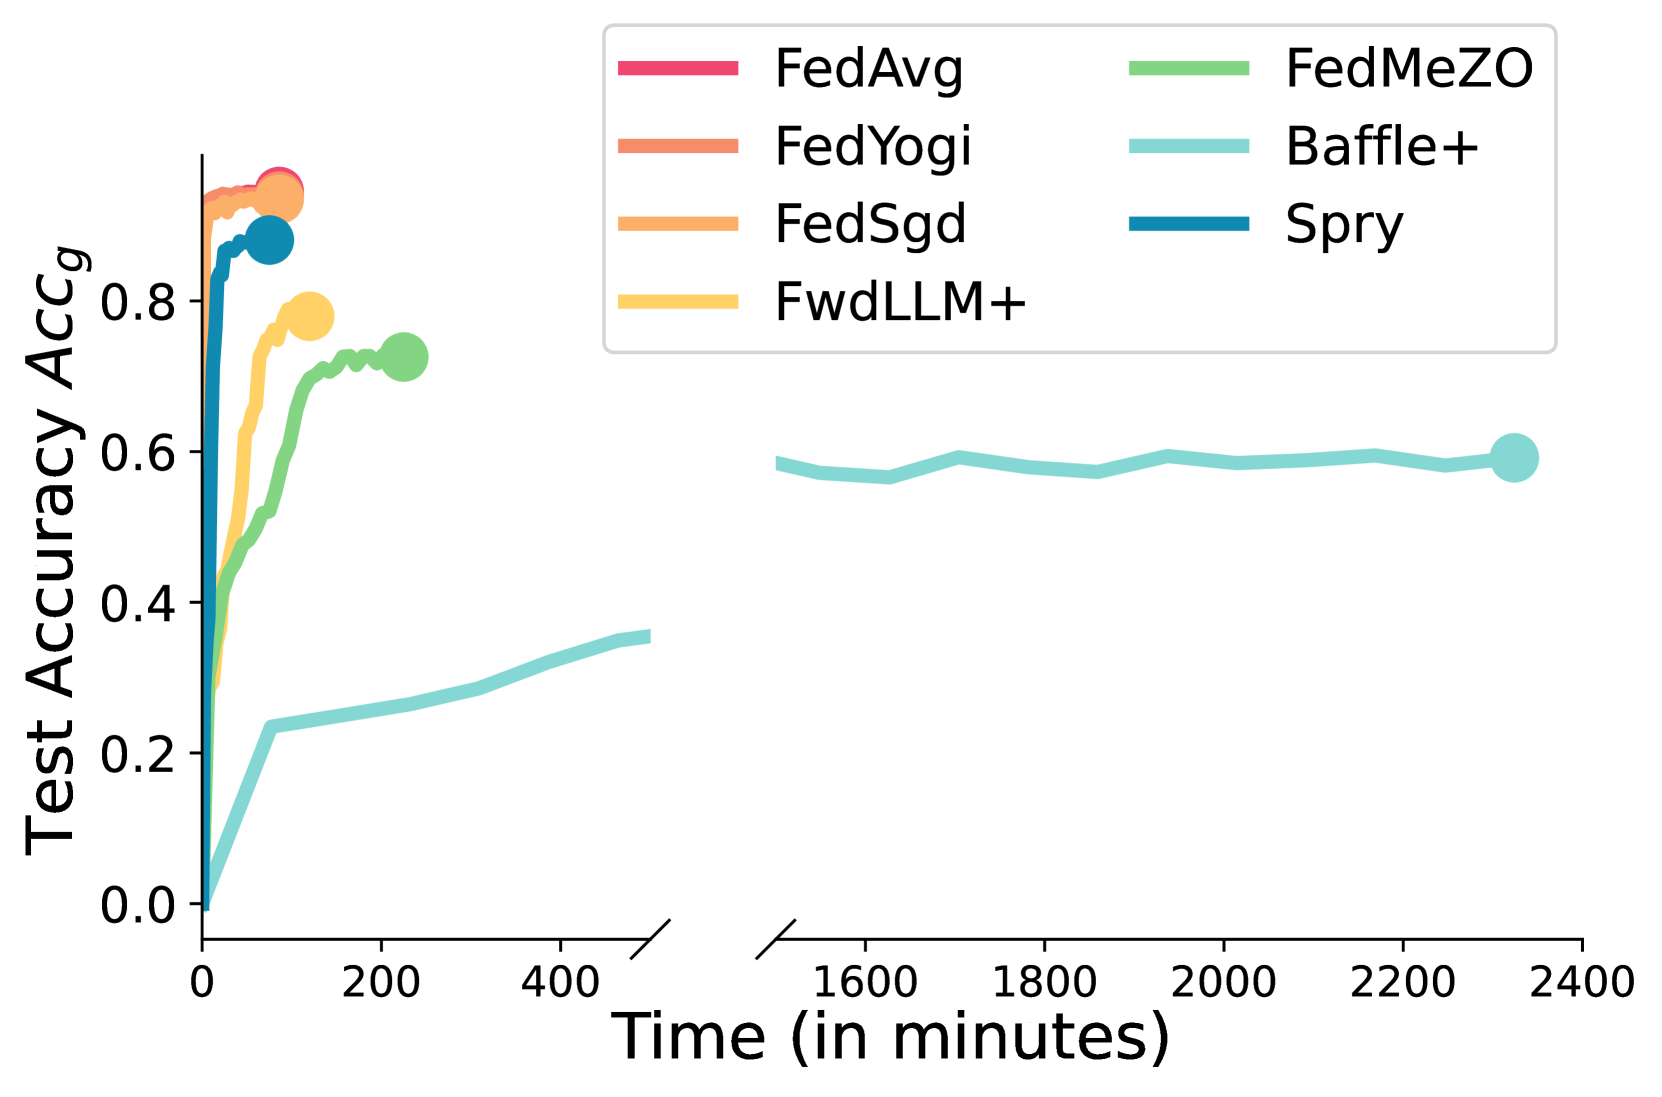 FedAvg
FedYogi
FedSgd
FwdLLM+
FedMeZO
Baffle+
Spry
Test Accuracy Acc_g
0.8
0.6
0.4
0.2
0.0
0 200 400 1600 1800 2000 2200 2400
Time (in minutes)